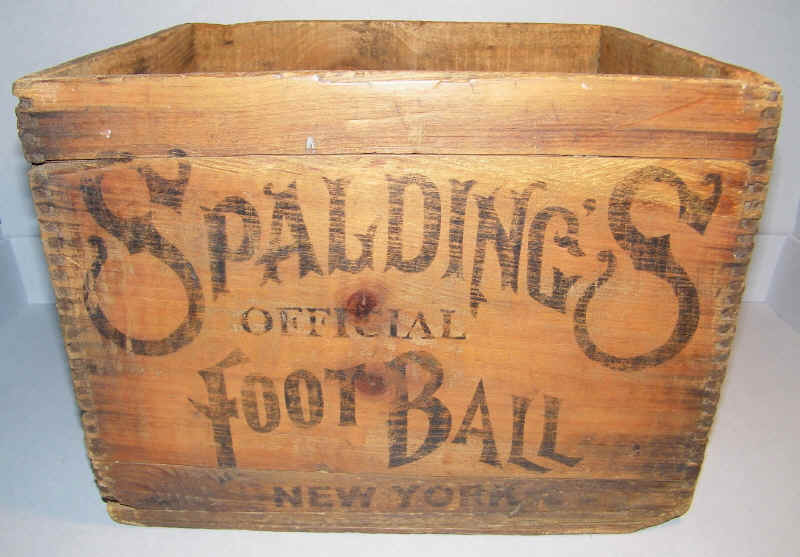 SPALDING'S
OFFICIAL
FOOT BALL
NEW YORK